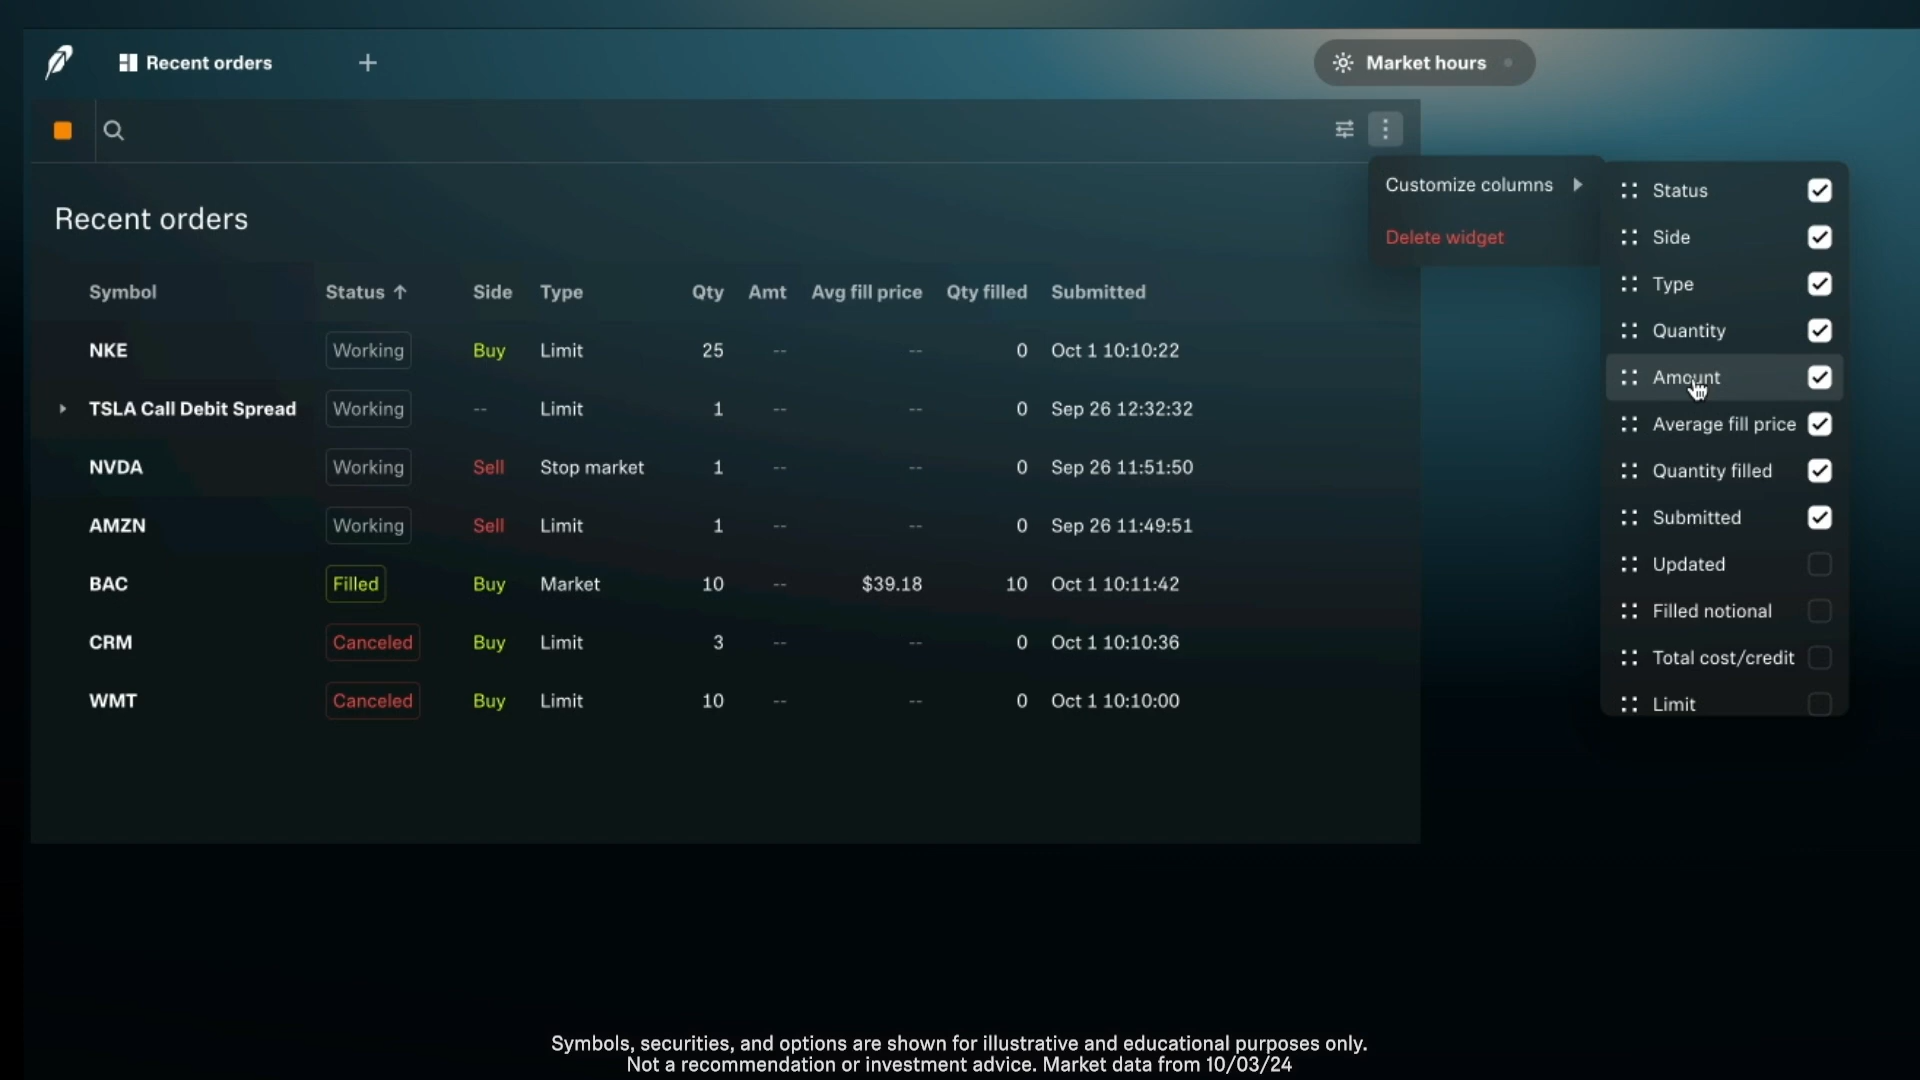 Recent orders
+
Market hours
Customize columns
Delete widget
Status
Side
Type
Quantity
Amount
Average fill price
Quantity filled
Submitted
Updated
Filled notional
Total cost/credit
Limit
Recent orders
Symbol Status ↑ Side Type Qty Amt Avg fill price Qty filled Submitted
NKE Working Buy Limit 25 -- -- 0 Oct 1 10:10:22
TSLA Call Debit Spread Working -- Limit 1 -- -- 0 Sep 26 12:32:32
NVDA Working Sell Stop market 1 -- -- 0 Sep 26 11:51:50
AMZN Working Sell Limit 1 -- -- 0 Sep 26 11:49:51
BAC Filled Buy Market 10 -- $39.18 10 Oct 1 10:11:42
CRM Canceled Buy Limit 3 -- -- 0 Oct 1 10:10:36
WMT Canceled Buy Limit 10 -- -- 0 Oct 1 10:10:00
Symbols, securities, and options are shown for illustrative and educational purposes only.
Not a recommendation or investment advice. Market data from 10/03/24